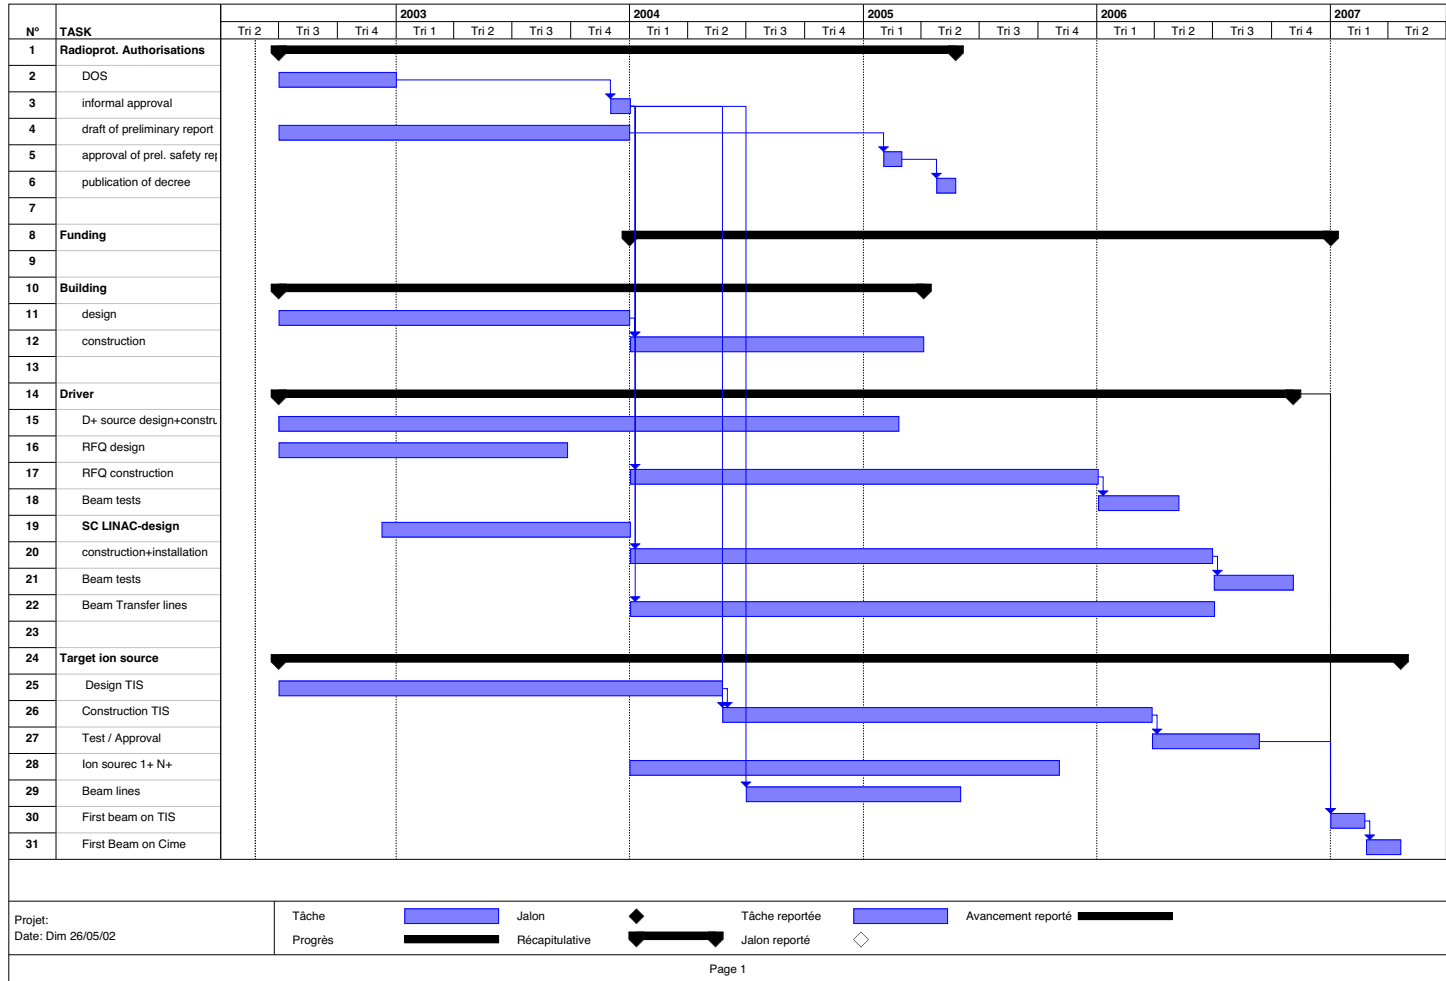 2003 2004 2005 2006 2007
N° TASK Tri 2 Tri 3 Tri 4 Tri 1 Tri 2 Tri 3 Tri 4 Tri 1 Tri 2 Tri 3 Tri 4 Tri 1 Tri 2 Tri 3 Tri 4 Tri 1 Tri 2 Tri 3 Tri 4 Tri 1 Tri 2
1 Radioprot. Authorisations
2 DOS
3 informal approval
4 draft of preliminary report
5 approval of prel. safety rep
6 publication of decree
7
8 Funding
9
10 Building
11 design
12 construction
13
14 Driver
15 D+ source design+constru
16 RFQ design
17 RFQ construction
18 Beam tests
19 SC LINAC-design
20 construction+installation
21 Beam tests
22 Beam Transfer lines
23
24 Target ion source
25 Design TIS
26 Construction TIS
27 Test / Approval
28 Ion sourec 1+ N+
29 Beam lines
30 First beam on TIS
31 First Beam on Cime
Projet:
Date: Dim 26/05/02
Tâche Jalon Tâche reportée Avancement reporté
Progrès Récapitulative Jalon reporté
Page 1